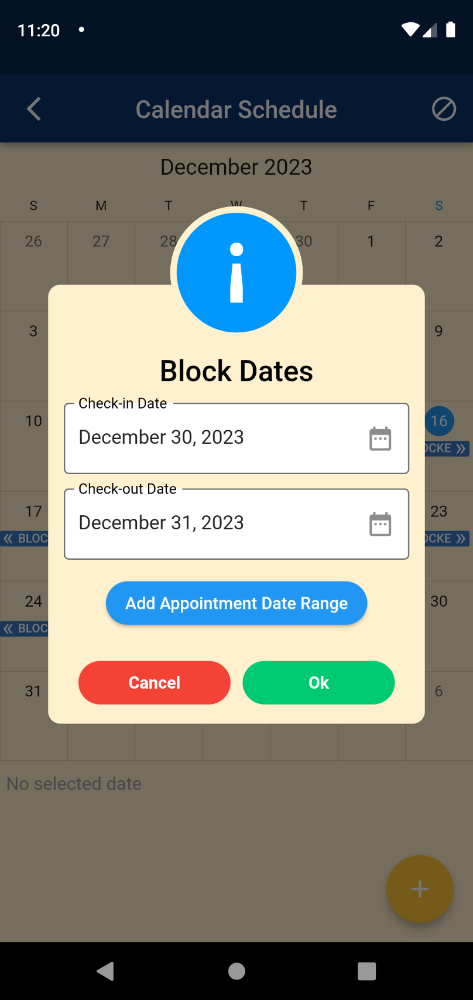 11:20
Calendar Schedule
December 2023
S M T W T F S
26 27 28 30 1 2
3 9
Block Dates
Check-in Date
December 30, 2023
10 16
OCKE »
Check-out Date
December 31, 2023
17 23
« BLOC OCKE »
Add Appointment Date Range
24 30
« BLOC
Cancel Ok
31 6
No selected date
+